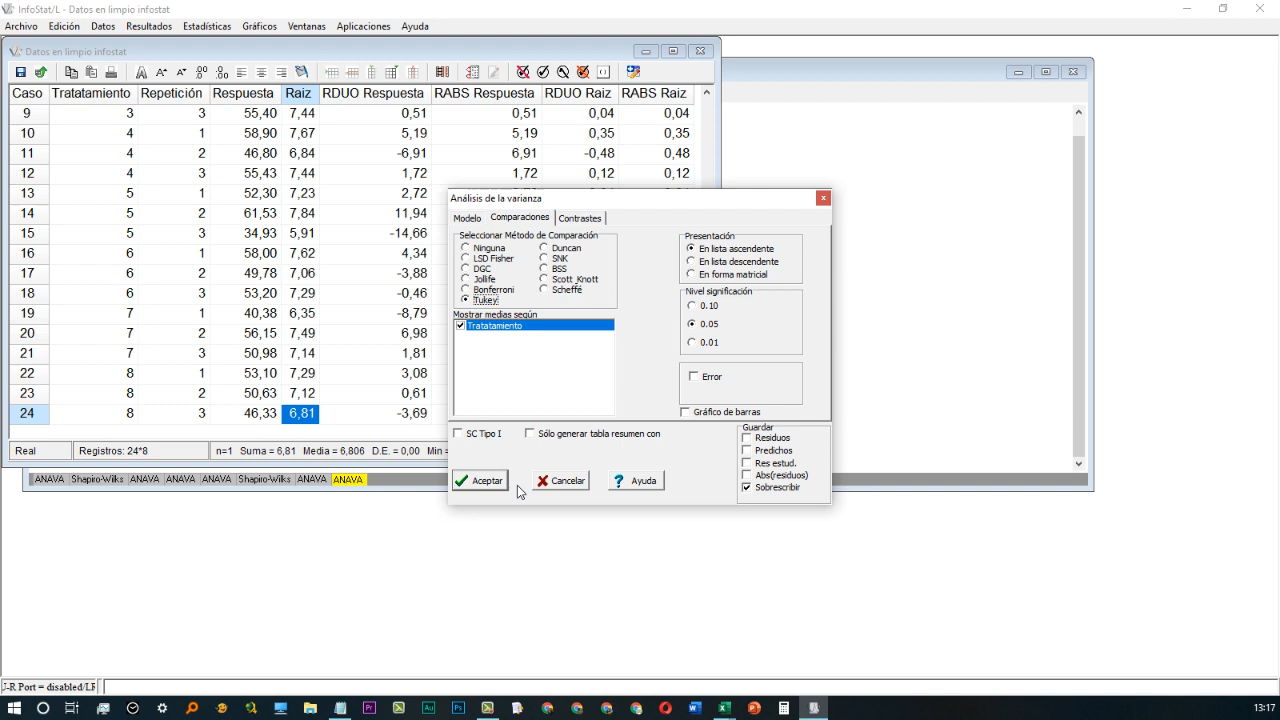 InfoStat/L - Datos en limpio infostat
Archivo Edición Datos Resultados Estadísticas Gráficos Ventanas Aplicaciones Ayuda
Datos en limpio infostat
Caso Tratatamiento Repetición Respuesta Raiz RDUO Respuesta RABS Respuesta RDUO Raiz RABS Raiz
9 3 3 55,40 7,44 0,51 0,51 0,04 0,04
10 4 1 58,90 7,67 5,19 5,19 0,35 0,35
11 4 2 46,80 6,84 -6,91 6,91 -0,48 0,48
12 4 3 55,43 7,44 1,72 1,72 0,12 0,12
13 5 1 52,30 7,23 2,72
14 5 2 61,53 7,84 11,94
15 5 3 34,93 5,91 -14,66
16 6 1 58,00 7,62 4,34
17 6 2 49,78 7,06 -3,88
18 6 3 53,20 7,29 -0,46
19 7 1 40,38 6,35 -8,79
20 7 2 56,15 7,49 6,98
21 7 3 50,98 7,14 1,81
22 8 1 53,10 7,29 3,08
23 8 2 50,63 7,12 0,61
24 8 3 46,33 6,81 -3,69
Real Registros: 24*8 n=1 Suma = 6,81 Media = 6,806 D.E. = 0,00 Min =
ANAVA Shapiro-Wilks ANAVA ANAVA ANAVA Shapiro-Wilks ANAVA ANAVA
Análisis de la varianza
Modelo Comparaciones Contrastes
Seleccionar Método de Comparación
Ninguna Duncan
LSD Fisher SNK
DGC BSS
Jollife Scott_Knott
Bonferroni Scheffé
Tukey
Mostrar medias según
Tratatamiento
Presentación
En lista ascendente
En lista descendente
En forma matricial
Nivel significación
0.10
0.05
0.01
Error
Gráfico de barras
SC Tipo I Sólo generar tabla resumen con
Aceptar Cancelar Ayuda
Guardar
Residuos
Predichos
Res estud.
Abs(residuos)
Sobrescribir
-R Port = disabled/LF
13:17